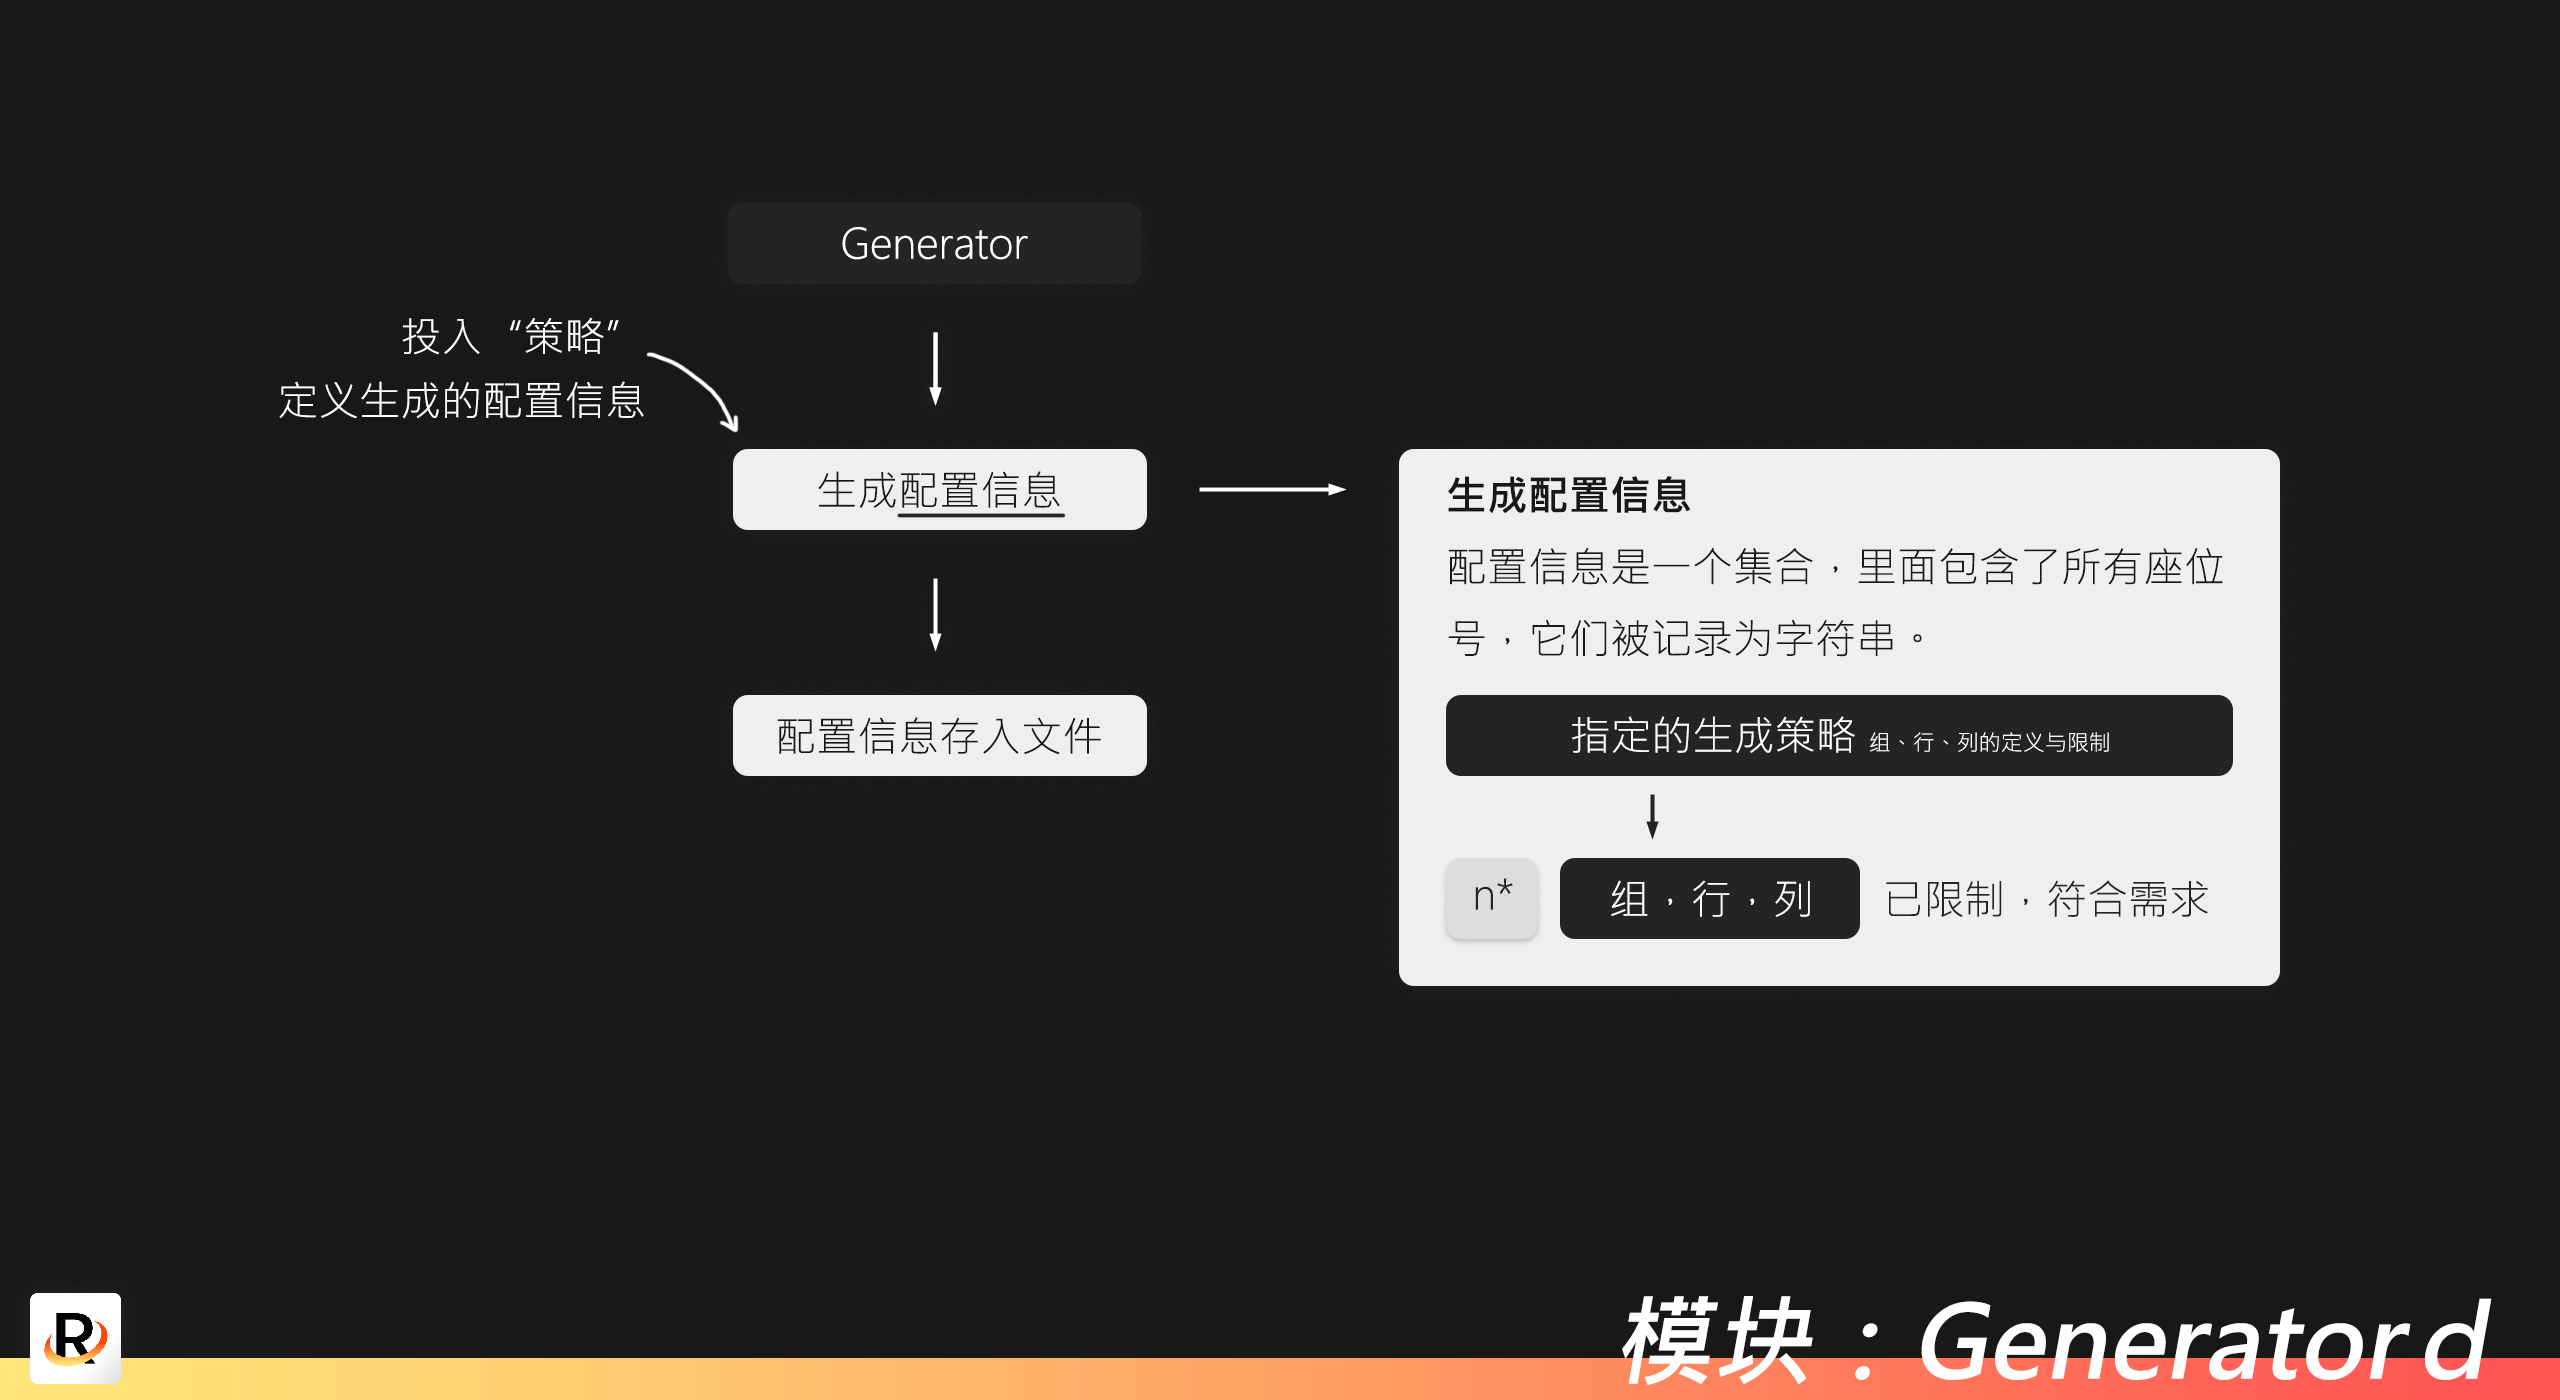 Generator
投入 “策略”
定义生成的配置信息
生成配置信息
配置信息存入文件
生成配置信息
配置信息是一个集合，里面包含了所有座位
号，它们被记录为字符串。
指定的生成策略 组、行、列的定义与限制
n* 组，行，列 已限制，符合需求
R
模块：Generator d